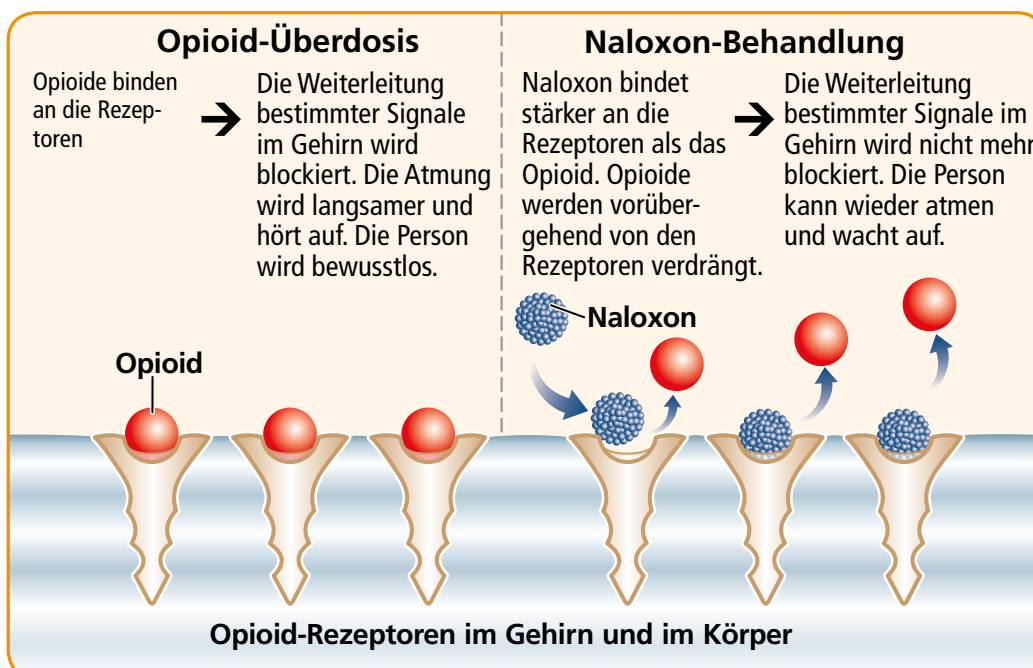 Opioid-Überdosis
Opioide binden
an die Rezep-
toren
Die Weiterleitung
bestimmter Signale
im Gehirn wird
blockiert. Die Atmung
wird langsamer und
hört auf. Die Person
wird bewusstlos.
Opioid
Naloxon-Behandlung
Naloxon bindet
stärker an die
Rezeptoren als das
Opioid. Opioide
werden vorüber-
gehend von den
Rezeptoren verdrängt.
Die Weiterleitung
bestimmter Signale im
Gehirn wird nicht mehr
blockiert. Die Person
kann wieder atmen
und wacht auf.
Naloxon
Opioid-Rezeptoren im Gehirn und im Körper